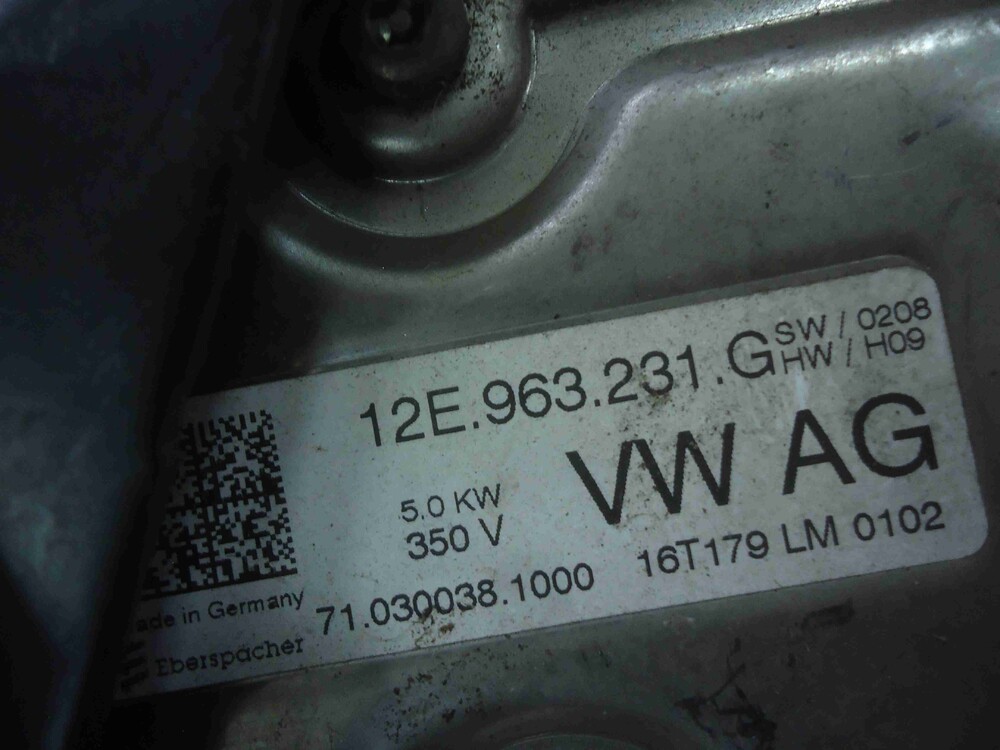 12E.963.231.G SW / 0208
HW / H09
VW AG
5.0 KW
350 V
71.030038.1000 16T179 LM 0102
ade in Germany
Eberspächer